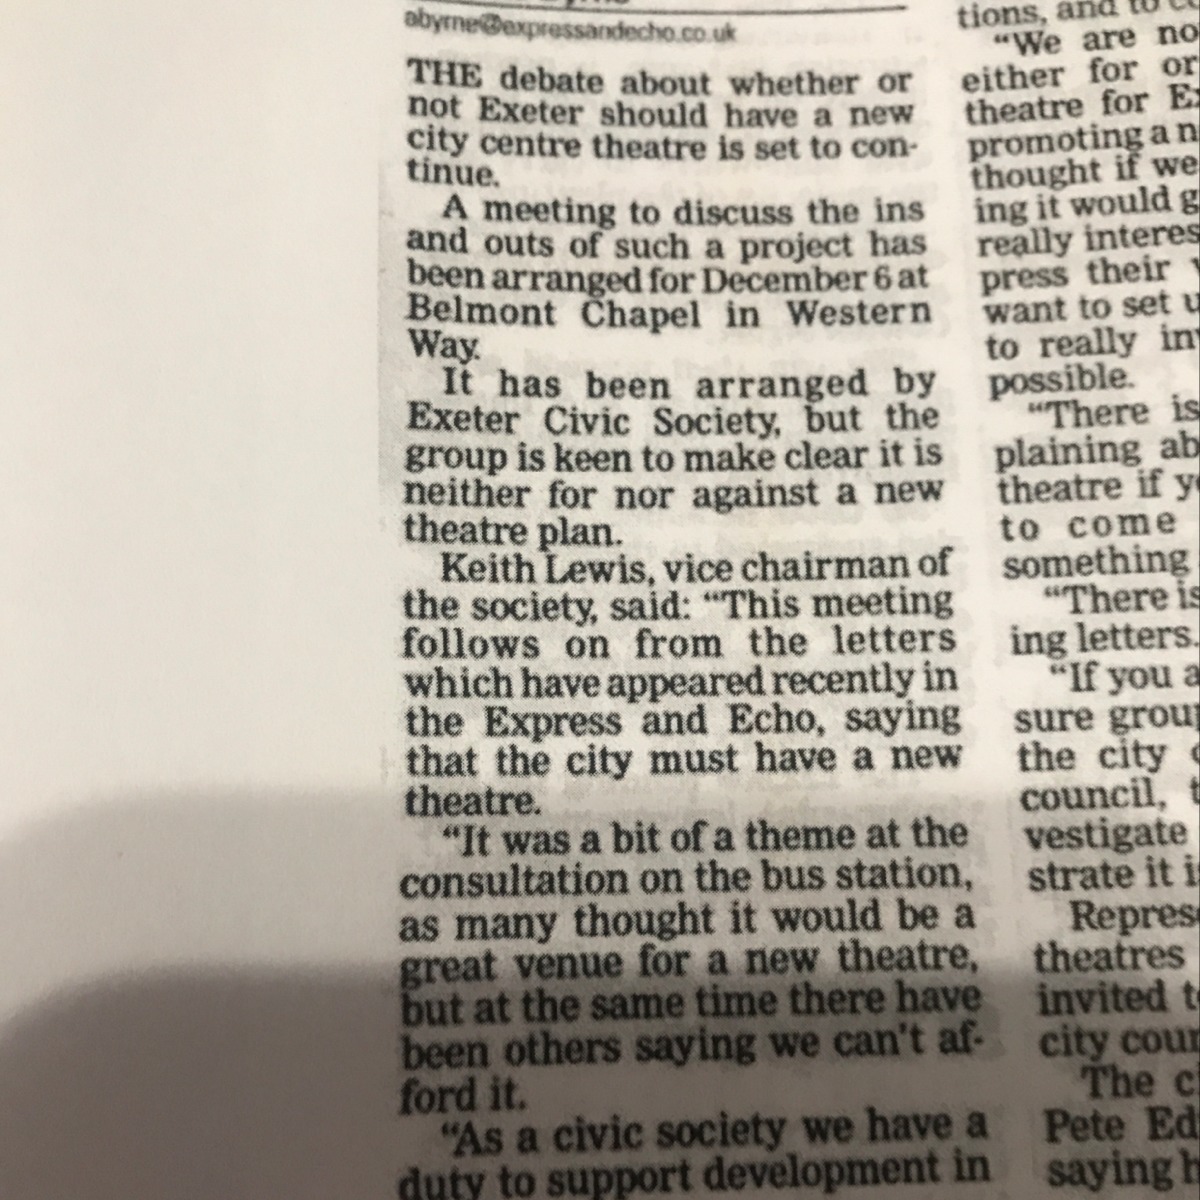 abyrne@expressandecho.co.uk
THE debate about whether or
not Exeter should have a new
city centre theatre is set to con-
tinue.
A meeting to discuss the ins
and outs of such a project has
been arranged for December 6 at
Belmont Chapel in Western
Way.
It has been arranged by
Exeter Civic Society, but the
group is keen to make clear it is
neither for nor against a new
theatre plan.
Keith Lewis, vice chairman of
the society, said: “This meeting
follows on from the letters
which have appeared recently in
the Express and Echo, saying
that the city must have a new
theatre.
“It was a bit of a theme at the
consultation on the bus station,
as many thought it would be a
great venue for a new theatre,
but at the same time there have
been others saying we can't af-
ford it.
“As a civic society we have a
duty to support development in
tions, and to
“We are no
either for or
theatre for
promoting a n
thought if we
ing it would g
really interes
press their
want to set u
to really in
possible.
“There is
plaining ab
theatre if y
to come
something
“There is
ing letters.
“If you a
sure grou
the city
council, t
vestigate
strate it i
Repres
theatres
invited t
city cour
The c
Pete Ed
saying h